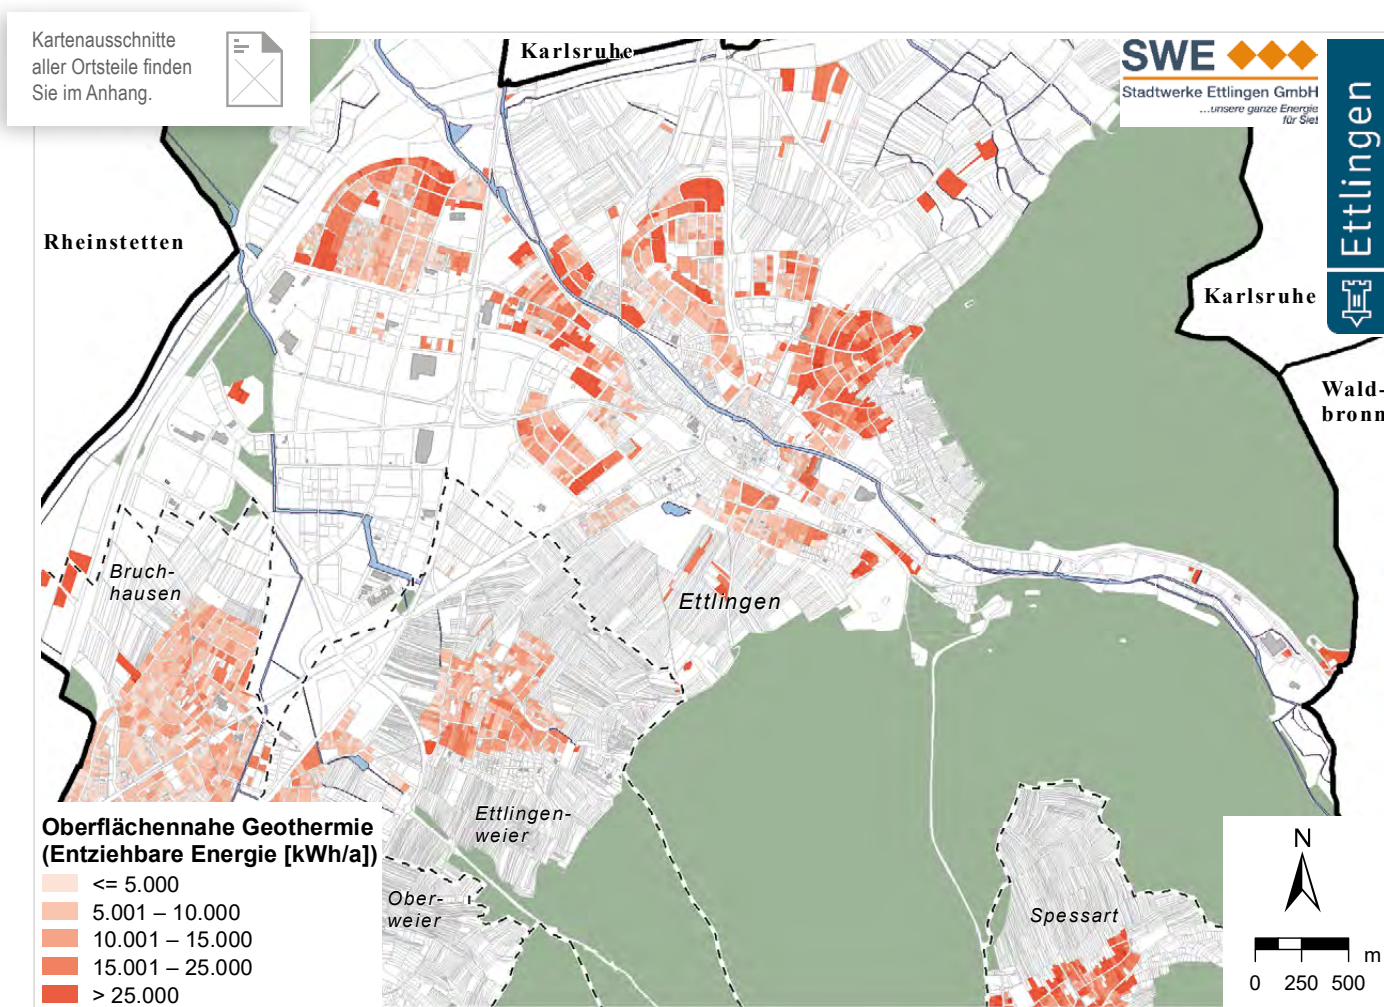 Kartenausschnitte
aller Ortsteile finden
Sie im Anhang.
Karlsruhe
SWE
Stadtwerke Ettlingen GmbH
...unsere ganze Energie
für Sie!
Ettlingen
Rheinstetten
Karlsruhe
Wald-
bronn
Bruch-
hausen
Ettlingen
Ettlingen-
weier
Ober-
weier
Spessart
Oberflächennahe Geothermie
(Entziehbare Energie [kWh/a])
<= 5.000
5.001 – 10.000
10.001 – 15.000
15.001 – 25.000
> 25.000
N
m
0 250 500